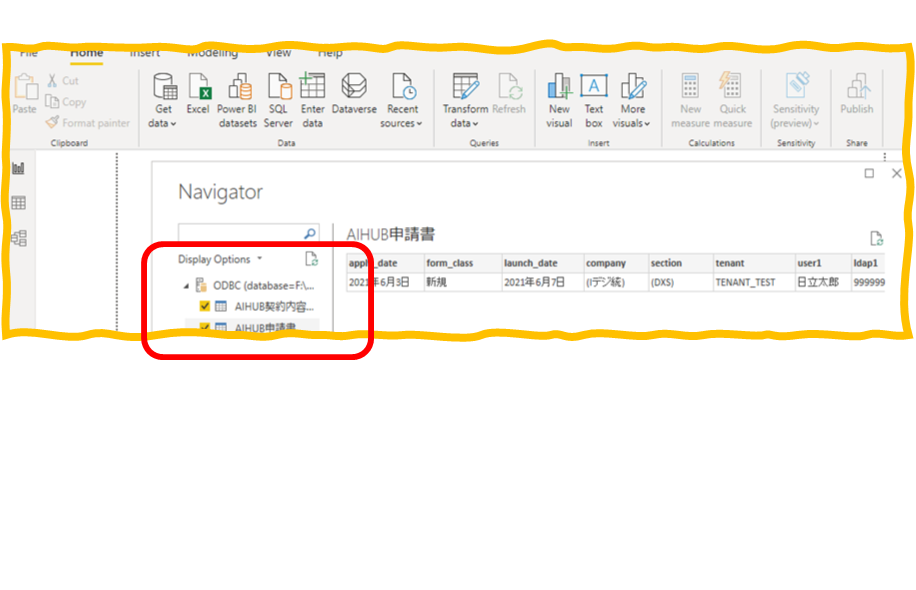 File Home Insert Modeling View Help
Paste
Cut
Copy
Format painter
Clipboard
Get data
Excel
Power BI datasets
SQL Server
Enter data
Dataverse
Recent sources
Data
Transform data
Refresh
Queries
New visual
Text box
More visuals
Insert
New measure
Quick measure
Calculations
Sensitivity (preview)
Sensitivity
Publish
Share
Navigator
Display Options
ODBC (database=F:\...
AIHUB契約内容...
AIHUB申請書
AIHUB申請書
apply_date form_class launch_date company section tenant user1 ldap1
2021年6月3日 新規 2021年6月7日 (Iデジ統) (DXS) TENANT_TEST 日立太郎 999999